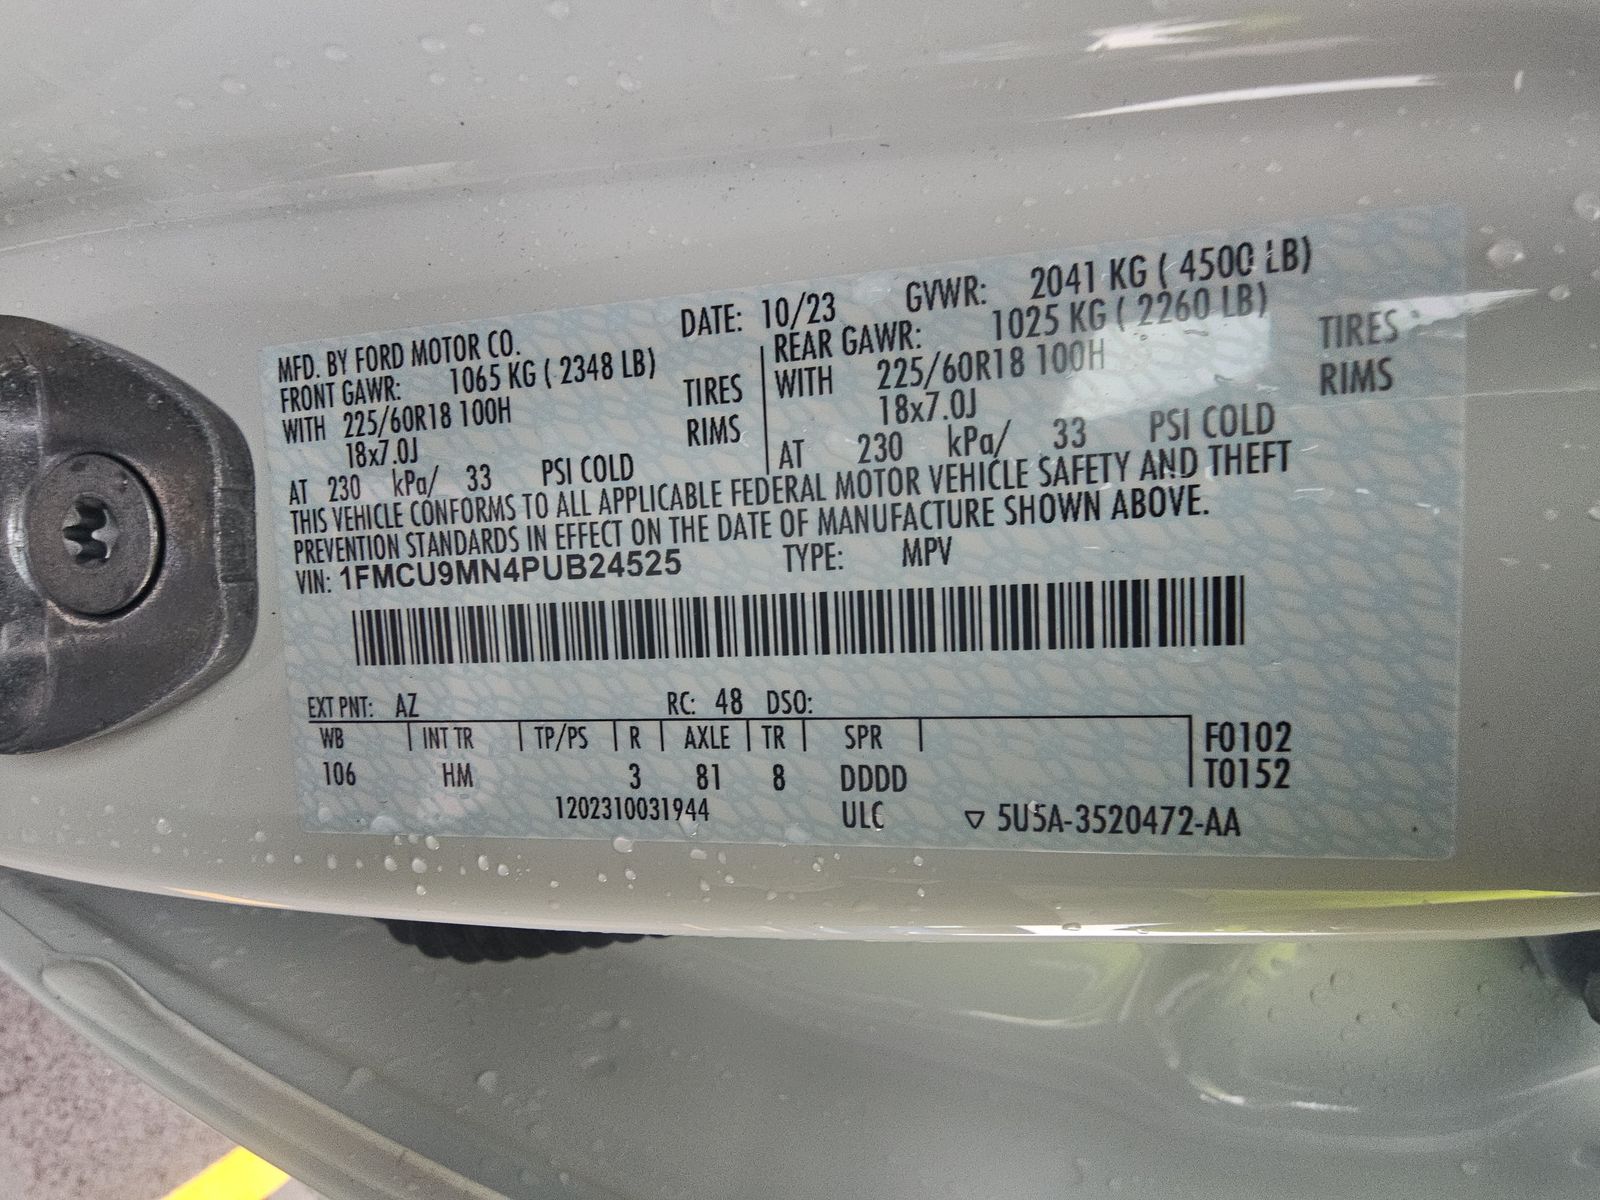 MFD. BY FORD MOTOR CO. DATE: 10/23 GVWR: 2041 KG ( 4500 LB)
FRONT GAWR: 1065 KG ( 2348 LB) REAR GAWR: 1025 KG ( 2260 LB)
WITH 225/60R18 100H TIRES WITH 225/60R18 100H TIRES
18x7.0J RIMS 18x7.0J RIMS
AT 230 kPa/ 33 PSI COLD AT 230 kPa/ 33 PSI COLD
THIS VEHICLE CONFORMS TO ALL APPLICABLE FEDERAL MOTOR VEHICLE SAFETY AND THEFT
PREVENTION STANDARDS IN EFFECT ON THE DATE OF MANUFACTURE SHOWN ABOVE.
VIN: 1FMCU9MN4PUB24525 TYPE: MPV
EXT PNT: AZ RC: 48 DSO:
WB INT TR TP/PS R AXLE TR SPR F0102
106 HM 3 81 8 DDDD T0152
1202310031944 ULC ▽ 5U5A-3520472-AA